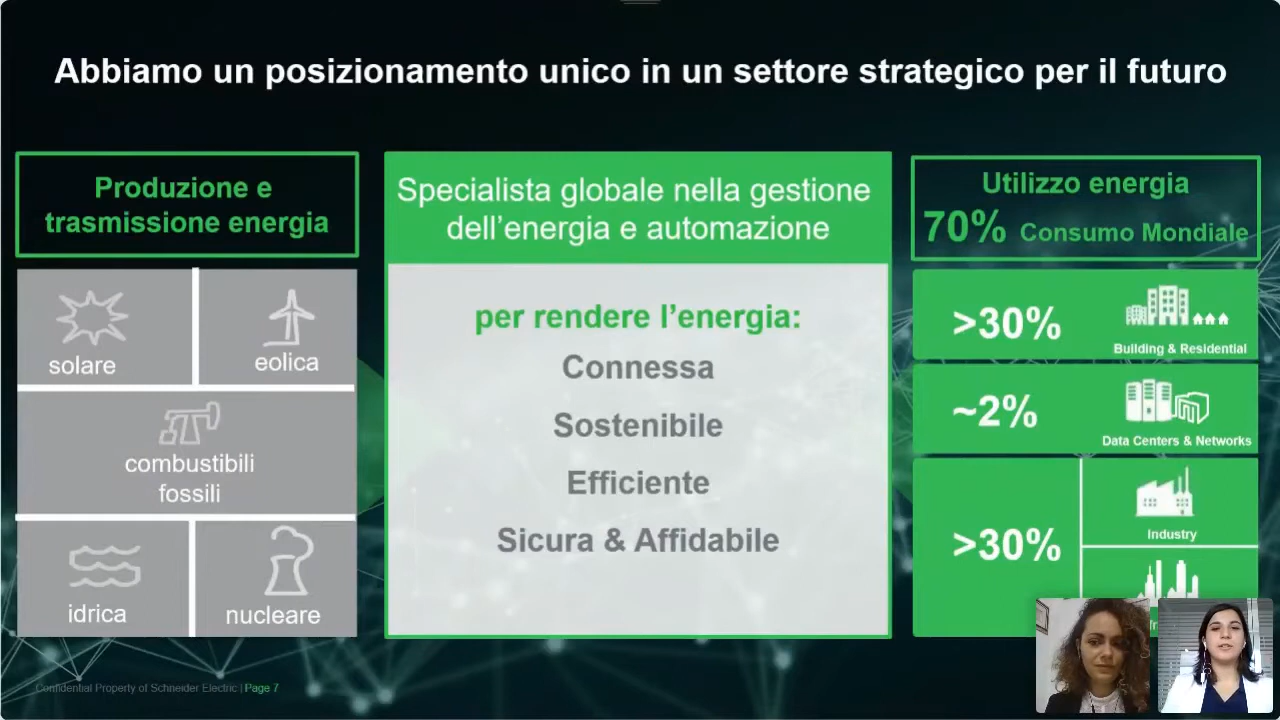 Abbiamo un posizionamento unico in un settore strategico per il futuro
Produzione e
trasmissione energia
solare
eolica
combustibili
fossili
idrica
nucleare
Specialista globale nella gestione
dell’energia e automazione
per rendere l’energia:
Connessa
Sostenibile
Efficiente
Sicura & Affidabile
Utilizzo energia
70% Consumo Mondiale
>30%
Building & Residential
~2%
Data Centers & Networks
>30%
Industry
Confidential Property of Schneider Electric | Page 7